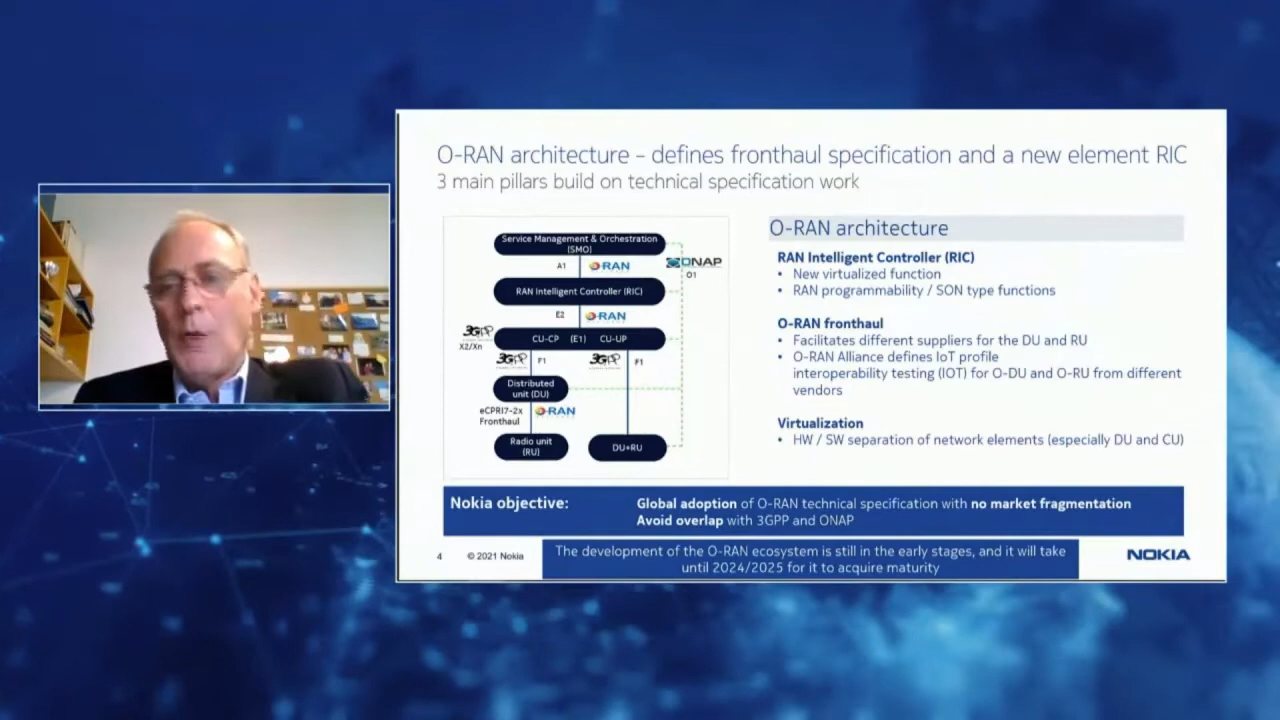 O-RAN architecture – defines fronthaul specification and a new element RIC
3 main pillars build on technical specification work
Service Management & Orchestration
(SMO)
A1
O-RAN
ONAP
O1
RAN Intelligent Controller (RIC)
E2
O-RAN
3GPP
X2/Xn
CU-CP (E1) CU-UP
3GPP
F1
3GPP
F1
Distributed
unit (DU)
eCPRI7-2x
Fronthaul
O-RAN
Radio unit
(RU)
DU+RU
O-RAN architecture
RAN Intelligent Controller (RIC)
• New virtualized function
• RAN programmability / SON type functions
O-RAN fronthaul
• Facilitates different suppliers for the DU and RU
• O-RAN Alliance defines IoT profile
interoperability testing (IOT) for O-DU and O-RU from different
vendors
Virtualization
• HW / SW separation of network elements (especially DU and CU)
Nokia objective:
Global adoption of O-RAN technical specification with no market fragmentation
Avoid overlap with 3GPP and ONAP
4 © 2021 Nokia
The development of the O-RAN ecosystem is still in the early stages, and it will take
until 2024/2025 for it to acquire maturity
NOKIA